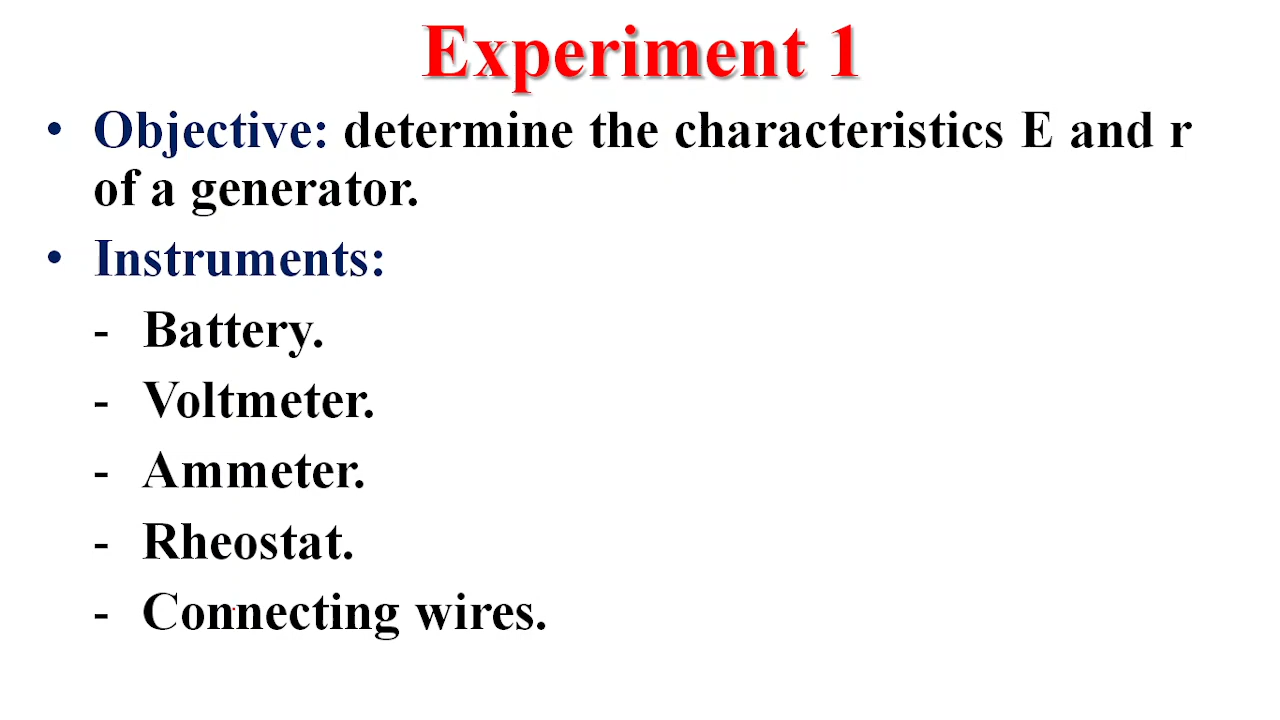 Experiment 1
• Objective: determine the characteristics E and r
of a generator.
• Instruments:
- Battery.
- Voltmeter.
- Ammeter.
- Rheostat.
- Connecting wires.